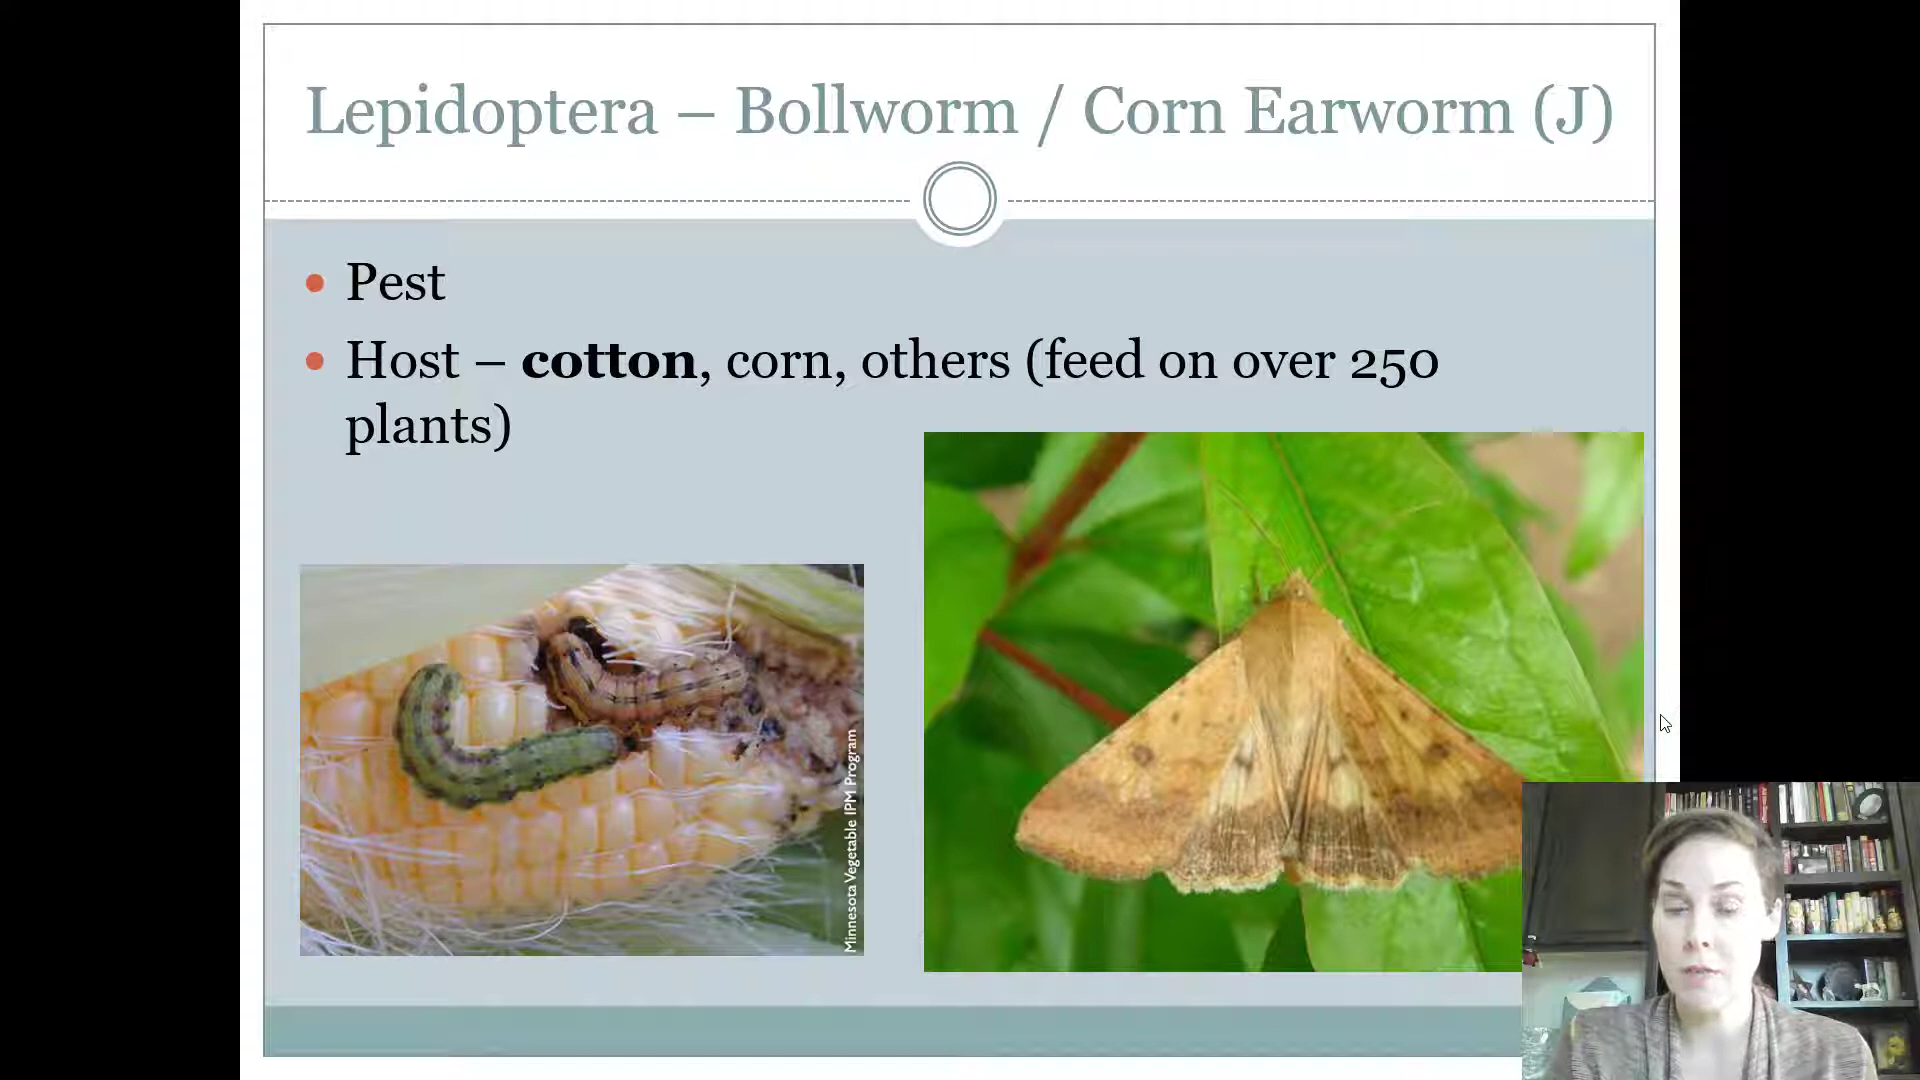 Lepidoptera – Bollworm / Corn Earworm (J)
• Pest
• Host – cotton, corn, others (feed on over 250
plants)
Minnesota Vegetable IPM Program